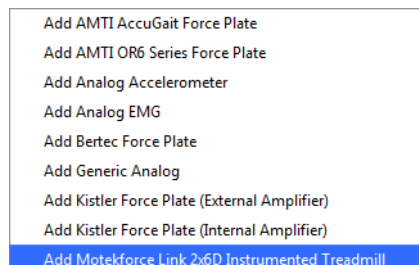 Add AMTI AccuGait Force Plate
Add AMTI OR6 Series Force Plate
Add Analog Accelerometer
Add Analog EMG
Add Bertec Force Plate
Add Generic Analog
Add Kistler Force Plate (External Amplifier)
Add Kistler Force Plate (Internal Amplifier)
Add Motekforce Link 2x6D Instrumented Treadmill